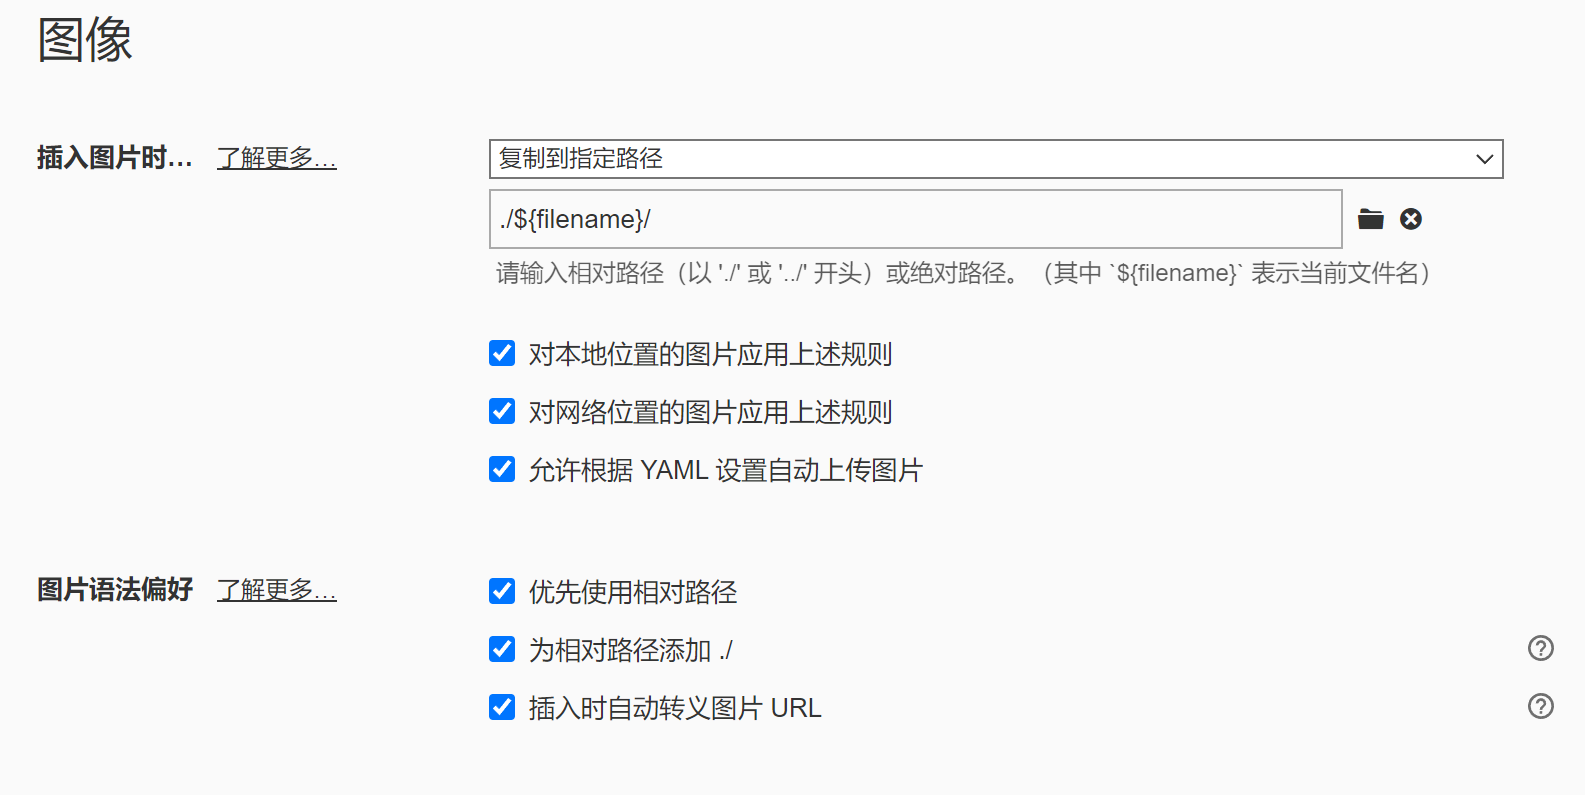 图像
插入图片时... 了解更多...
复制到指定路径
./${filename}/
请输入相对路径（以 './' 或 '../' 开头）或绝对路径。（其中 `${filename}` 表示当前文件名）
对本地位置的图片应用上述规则
对网络位置的图片应用上述规则
允许根据 YAML 设置自动上传图片
图片语法偏好 了解更多...
优先使用相对路径
为相对路径添加 ./
插入时自动转义图片 URL